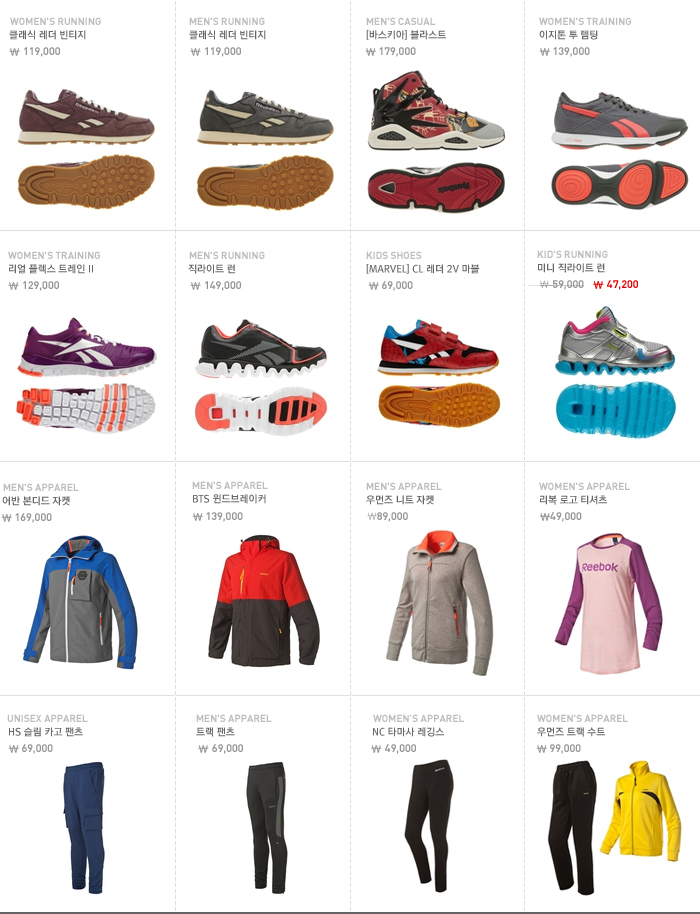 WOMEN'S RUNNING
클래식 레더 빈티지
₩ 119,000
MEN'S RUNNING
클래식 레더 빈티지
₩ 119,000
MEN'S CASUAL
[바스키아] 블라스트
₩ 179,000
WOMEN'S TRAINING
이지톤 투 템팅
₩ 139,000
Reebok
WOMEN'S TRAINING
리얼 플렉스 트레인 II
₩ 129,000
MEN'S RUNNING
직라이트 런
₩ 149,000
KIDS SHOES
[MARVEL] CL 레더 2V 마블
₩ 69,000
KID'S RUNNING
미니 직라이트 런
₩ 59,000 ₩ 47,200
MEN'S APPAREL
어반 본디드 자켓
₩ 169,000
MEN'S APPAREL
BTS 윈드브레이커
₩ 139,000
MEN'S APPAREL
우먼즈 니트 자켓
₩89,000
WOMEN'S APPAREL
리복 로고 티셔츠
₩49,000
Reebok
UNISEX APPAREL
HS 슬림 카고 팬츠
₩ 69,000
MEN'S APPAREL
트랙 팬츠
₩ 69,000
WOMEN'S APPAREL
NC 타마사 레깅스
₩ 49,000
WOMEN'S APPAREL
우먼즈 트랙 수트
₩ 99,000